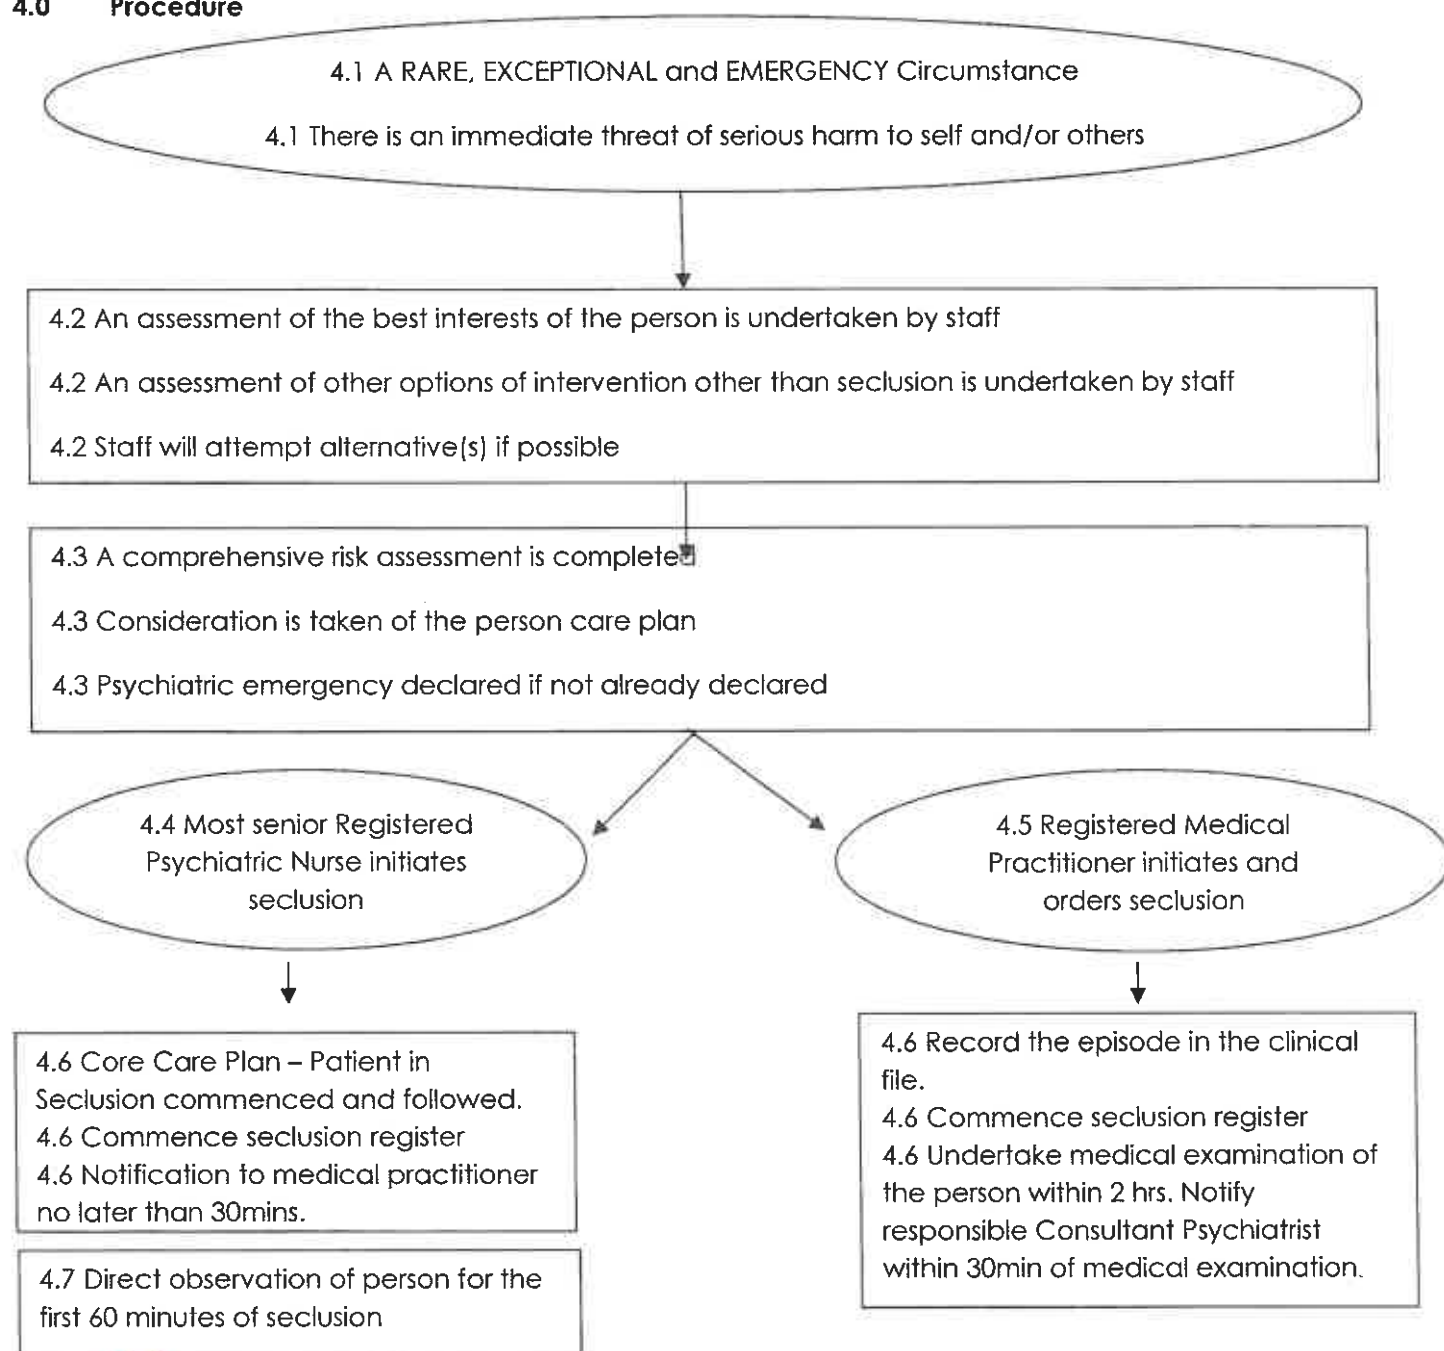 4.0 Procedure
4.1 A RARE, EXCEPTIONAL and EMERGENCY Circumstance
4.1 There is an immediate threat of serious harm to self and/or others
4.2 An assessment of the best interests of the person is undertaken by staff
4.2 An assessment of other options of intervention other than seclusion is undertaken by staff
4.2 Staff will attempt alternative(s) if possible
4.3 A comprehensive risk assessment is completed
4.3 Consideration is taken of the person care plan
4.3 Psychiatric emergency declared if not already declared
4.4 Most senior Registered
Psychiatric Nurse initiates
seclusion
4.5 Registered Medical
Practitioner initiates and
orders seclusion
4.6 Core Care Plan – Patient in
Seclusion commenced and followed.
4.6 Commence seclusion register
4.6 Notification to medical practitioner
no later than 30mins.
4.7 Direct observation of person for the
first 60 minutes of seclusion
4.6 Record the episode in the clinical
file.
4.6 Commence seclusion register
4.6 Undertake medical examination of
the person within 2 hrs. Notify
responsible Consultant Psychiatrist
within 30min of medical examination.